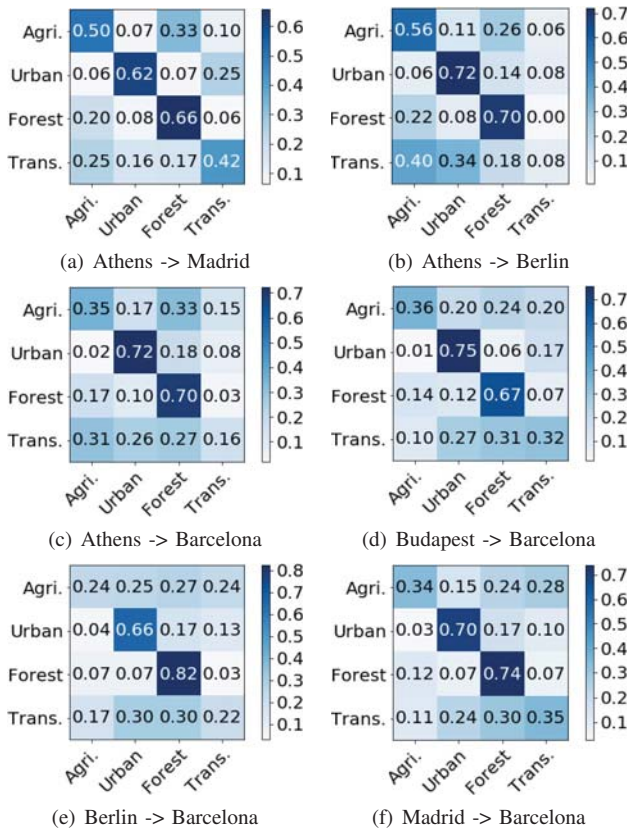 Agri. 0.50 0.07 0.33 0.10
Urban 0.06 0.62 0.07 0.25
Forest 0.20 0.08 0.66 0.06
Trans. 0.25 0.16 0.17 0.42
Agri. Urban Forest Trans.
0.6 0.5 0.4 0.3 0.2 0.1
(a) Athens -> Madrid
Agri. 0.56 0.11 0.26 0.06
Urban 0.06 0.72 0.14 0.08
Forest 0.22 0.08 0.70 0.00
Trans. 0.40 0.34 0.18 0.08
Agri. Urban Forest Trans.
0.7 0.6 0.5 0.4 0.3 0.2 0.1
(b) Athens -> Berlin
Agri. 0.35 0.17 0.33 0.15
Urban 0.02 0.72 0.18 0.08
Forest 0.17 0.10 0.70 0.03
Trans. 0.31 0.26 0.27 0.16
Agri. Urban Forest Trans.
0.7 0.6 0.5 0.4 0.3 0.2 0.1
(c) Athens -> Barcelona
Agri. 0.36 0.20 0.24 0.20
Urban 0.01 0.75 0.06 0.17
Forest 0.14 0.12 0.67 0.07
Trans. 0.10 0.27 0.31 0.32
Agri. Urban Forest Trans.
0.7 0.6 0.5 0.4 0.3 0.2 0.1
(d) Budapest -> Barcelona
Agri. 0.24 0.25 0.27 0.24
Urban 0.04 0.66 0.17 0.13
Forest 0.07 0.07 0.82 0.03
Trans. 0.17 0.30 0.30 0.22
Agri. Urban Forest Trans.
0.8 0.7 0.6 0.5 0.4 0.3 0.2 0.1
(e) Berlin -> Barcelona
Agri. 0.34 0.15 0.24 0.28
Urban 0.03 0.70 0.17 0.10
Forest 0.12 0.07 0.74 0.07
Trans. 0.11 0.24 0.30 0.35
Agri. Urban Forest Trans.
0.7 0.6 0.5 0.4 0.3 0.2 0.1
(f) Madrid -> Barcelona